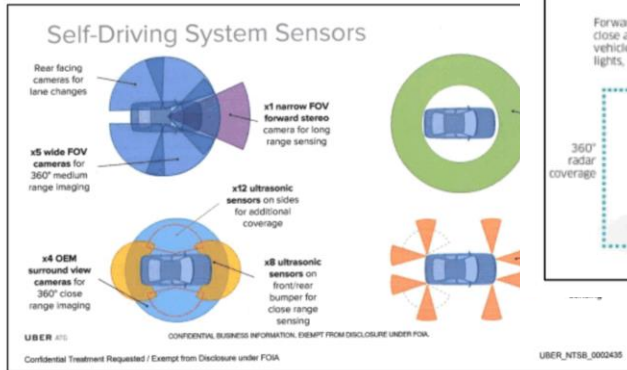 Self-Driving System Sensors
Rear facing
cameras for
lane changes
x1 narrow FOV
forward stereo
camera for long
range sensing
x5 wide FOV
cameras for
360° medium
range imaging
x12 ultrasonic
sensors on sides
for additional
coverage
x4 OEM
surround view
cameras for
360° close
range imaging
x8 ultrasonic
sensors on
front/rear
bumper for
close range
sensing
UBER ATG
CONFIDENTIAL BUSINESS INFORMATION. EXEMPT FROM DISCLOSURE UNDER FOIA.
Confidential Treatment Requested / Exempt from Disclosure under FOIA
UBER_NTSB_0002435
close a
lights,
360°
radar
coverage